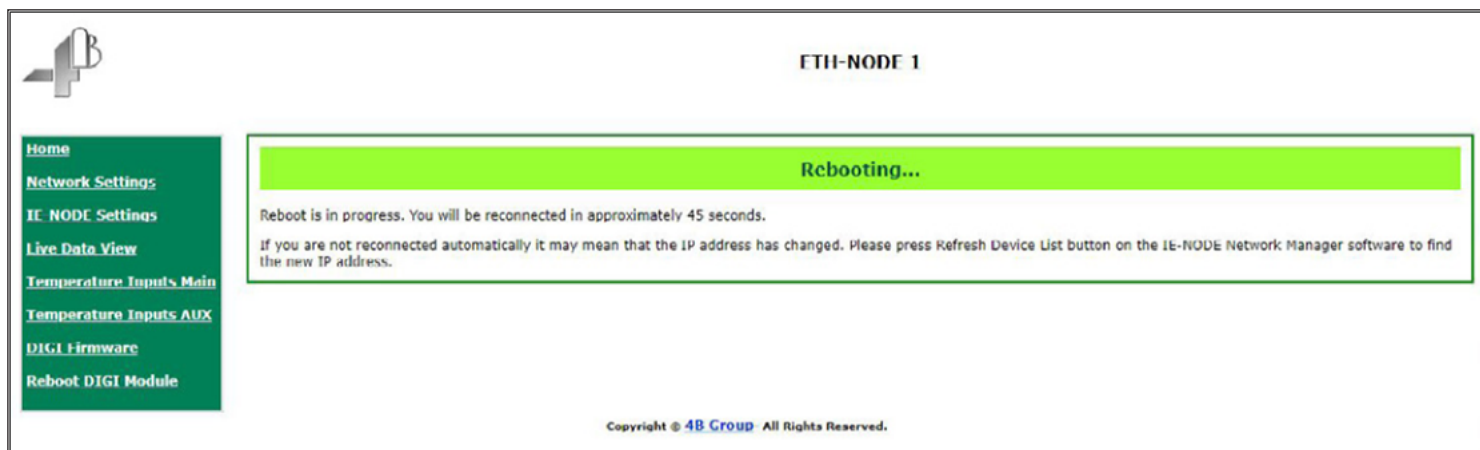 4B
ETH-NODE 1
Home
Network Settings
IE NODE Settings
Live Data View
Temperature Inputs Main
Temperature Inputs AUX
DIGI Firmware
Reboot DIGI Module
Rebooting...
Reboot is in progress. You will be reconnected in approximately 45 seconds.
If you are not reconnected automatically it may mean that the IP address has changed. Please press Refresh Device List button on the IE-NODE Network Manager software to find
the new IP address.
Copyright © 4B Group All Rights Reserved.